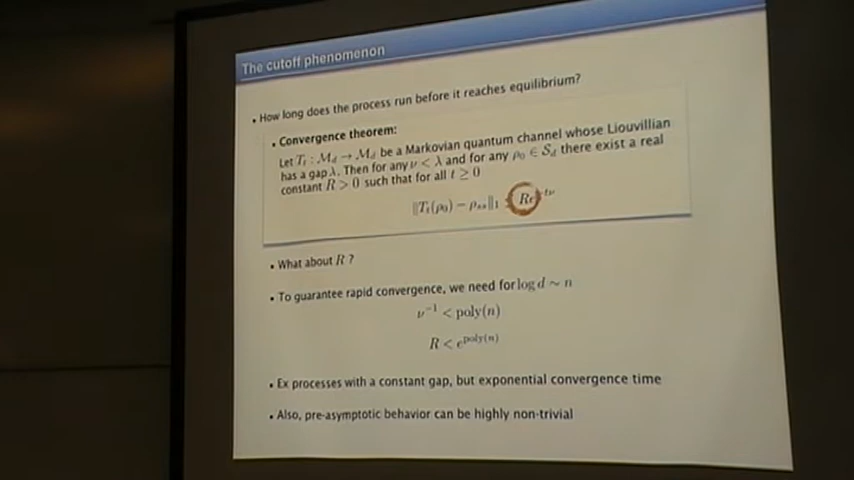 The cutoff phenomenon
• How long does the process run before it reaches equilibrium?
• Convergence theorem:
Let T_t : M_d → M_d be a Markovian quantum channel whose Liouvillian
has a gap λ. Then for any ν < λ and for any ρ_0 ∈ S_d there exist a real
constant R > 0 such that for all t ≥ 0
‖T_t(ρ_0) − ρ_ss‖_1 Re^{-tν}
• What about R ?
• To guarantee rapid convergence, we need for log d ~ n
ν^{-1} < poly(n)
R < e^{poly(n)}
• Ex processes with a constant gap, but exponential convergence time
• Also, pre-asymptotic behavior can be highly non-trivial